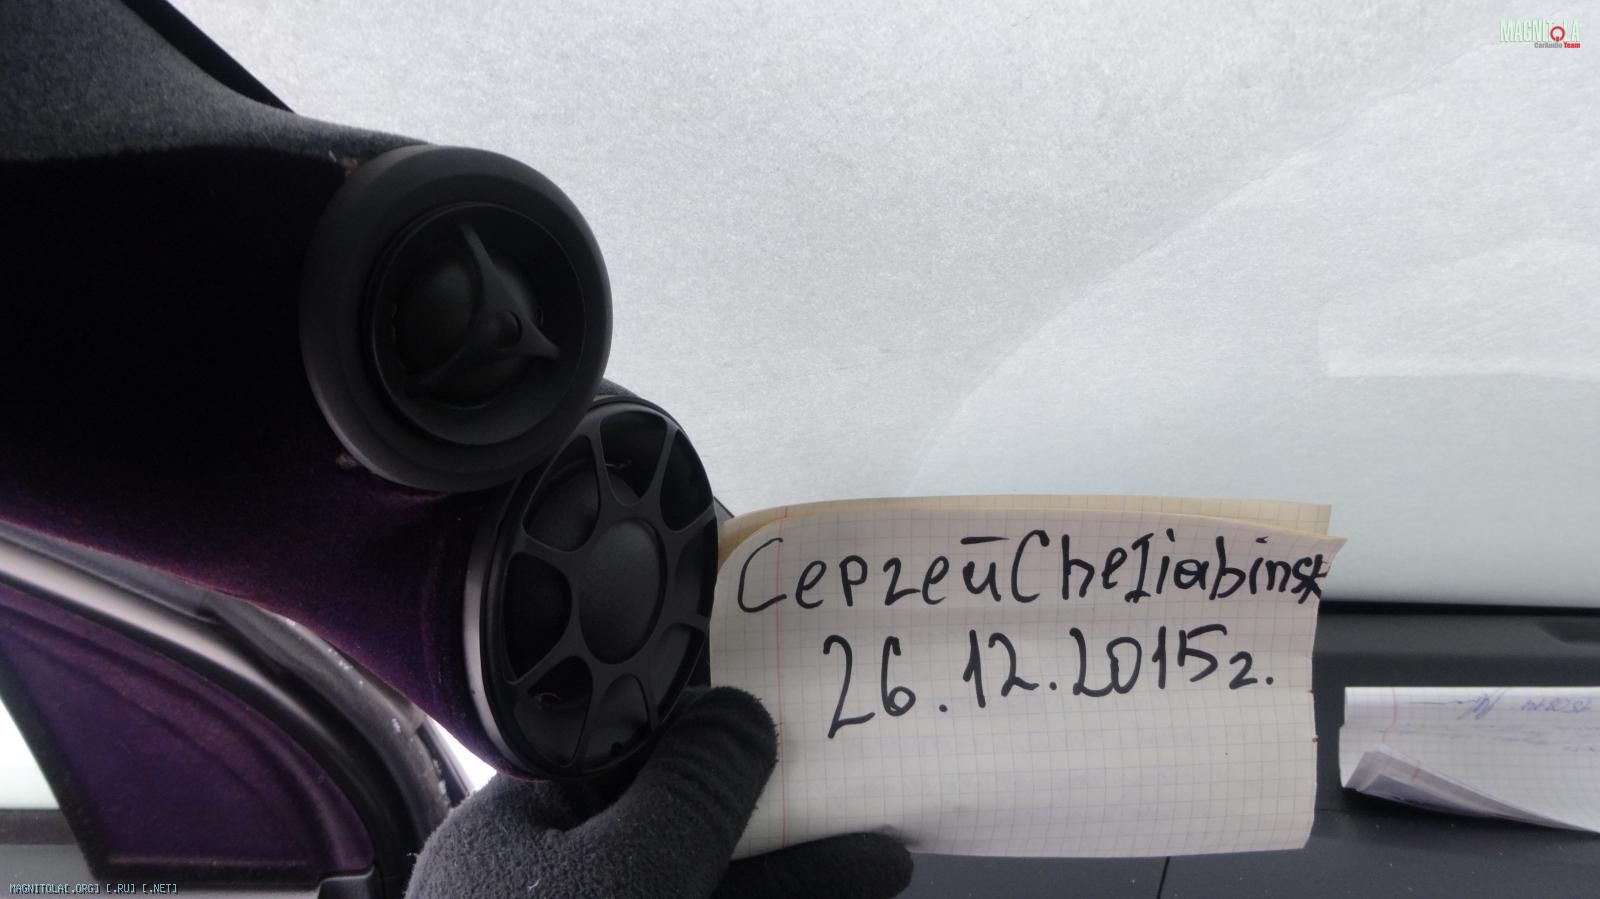 MAGNITOLA
CarAudio Team
СергейCheliabinsk
26.12.2015г.
MAGNITOLA[.ORG] [.RU] [.NET]